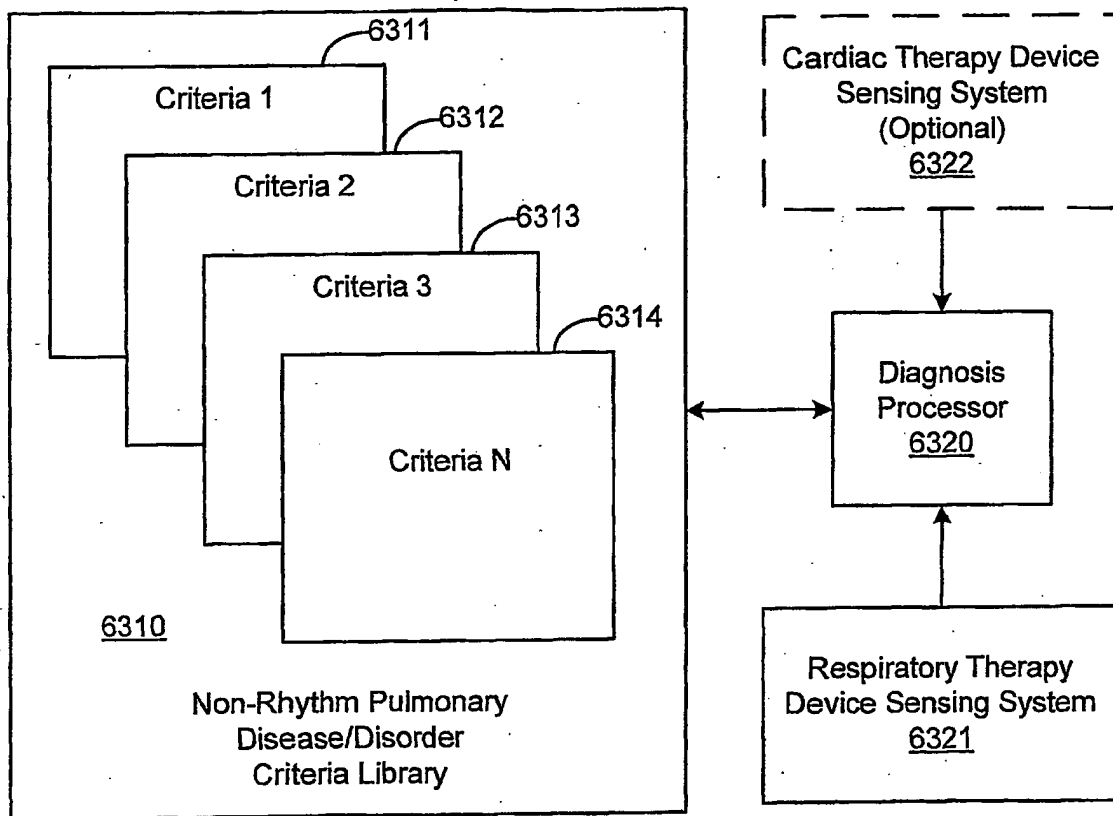 6311
Criteria 1
6312
Criteria 2
6313
Criteria 3
6314
Criteria N
6310
Non-Rhythm Pulmonary
Disease/Disorder
Criteria Library
Cardiac Therapy Device
Sensing System
(Optional)
6322
Diagnosis
Processor
6320
Respiratory Therapy
Device Sensing System
6321